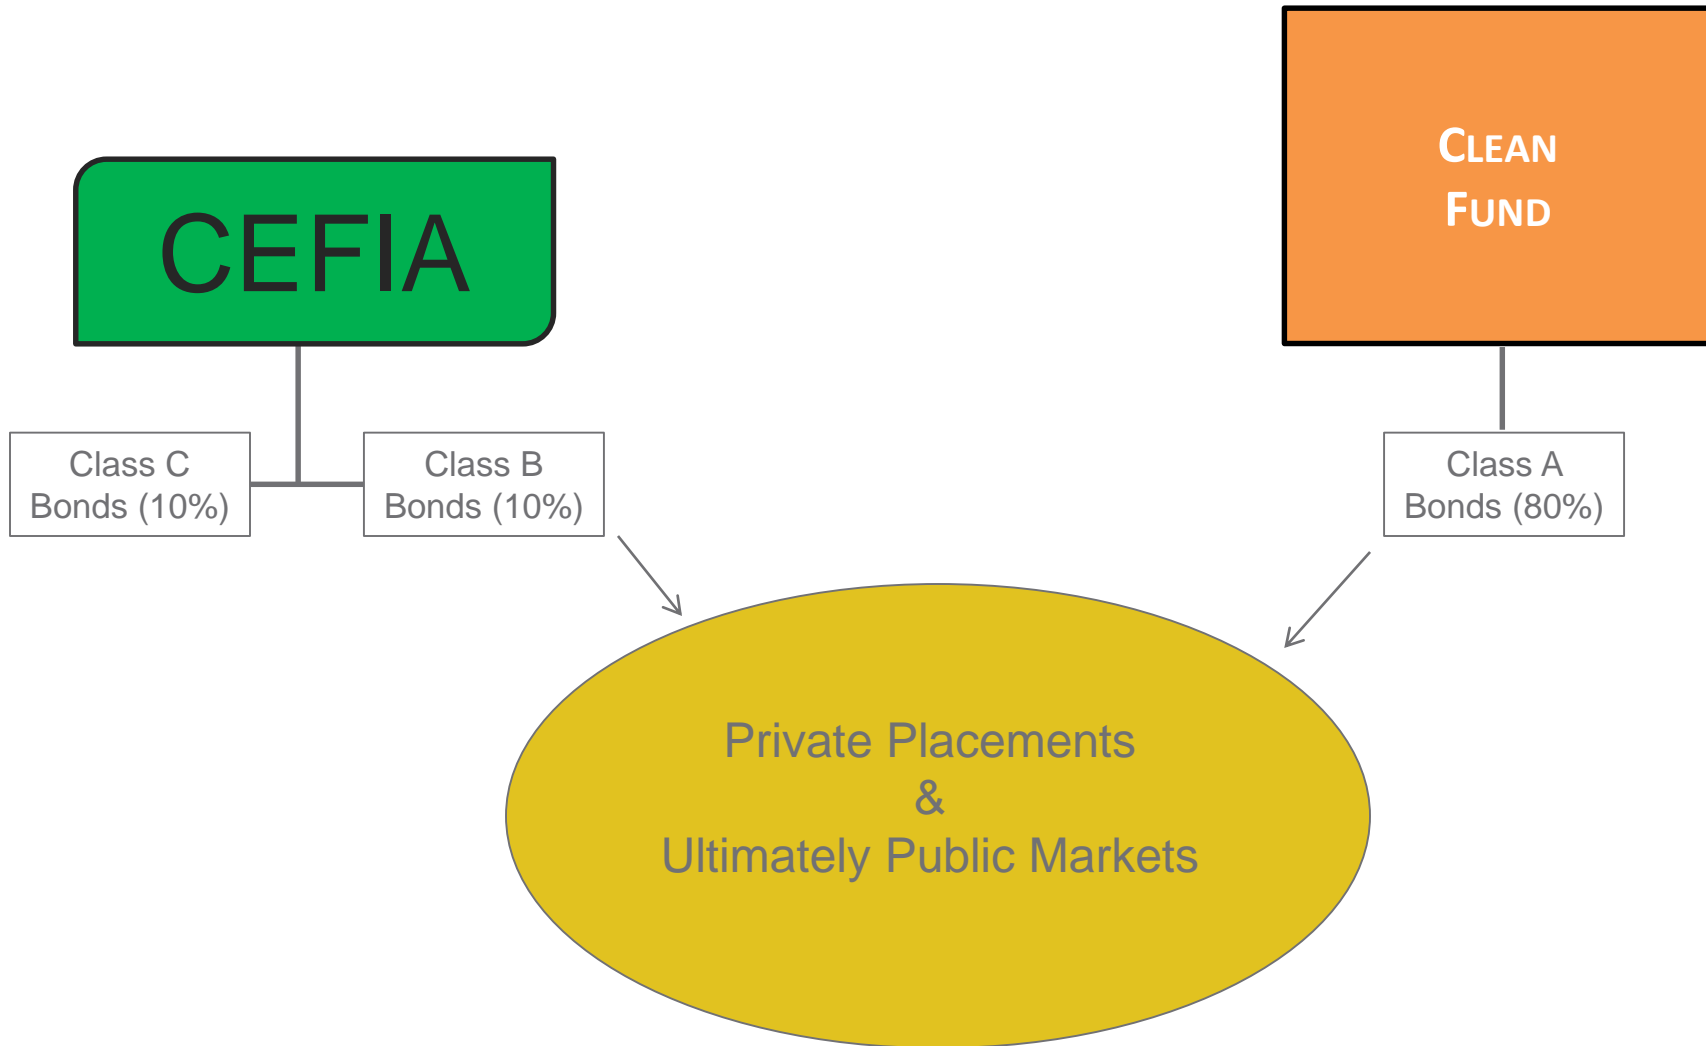 CEFIA
CLEAN
FUND
Class C
Bonds (10%)
Class B
Bonds (10%)
Class A
Bonds (80%)
Private Placements
&
Ultimately Public Markets